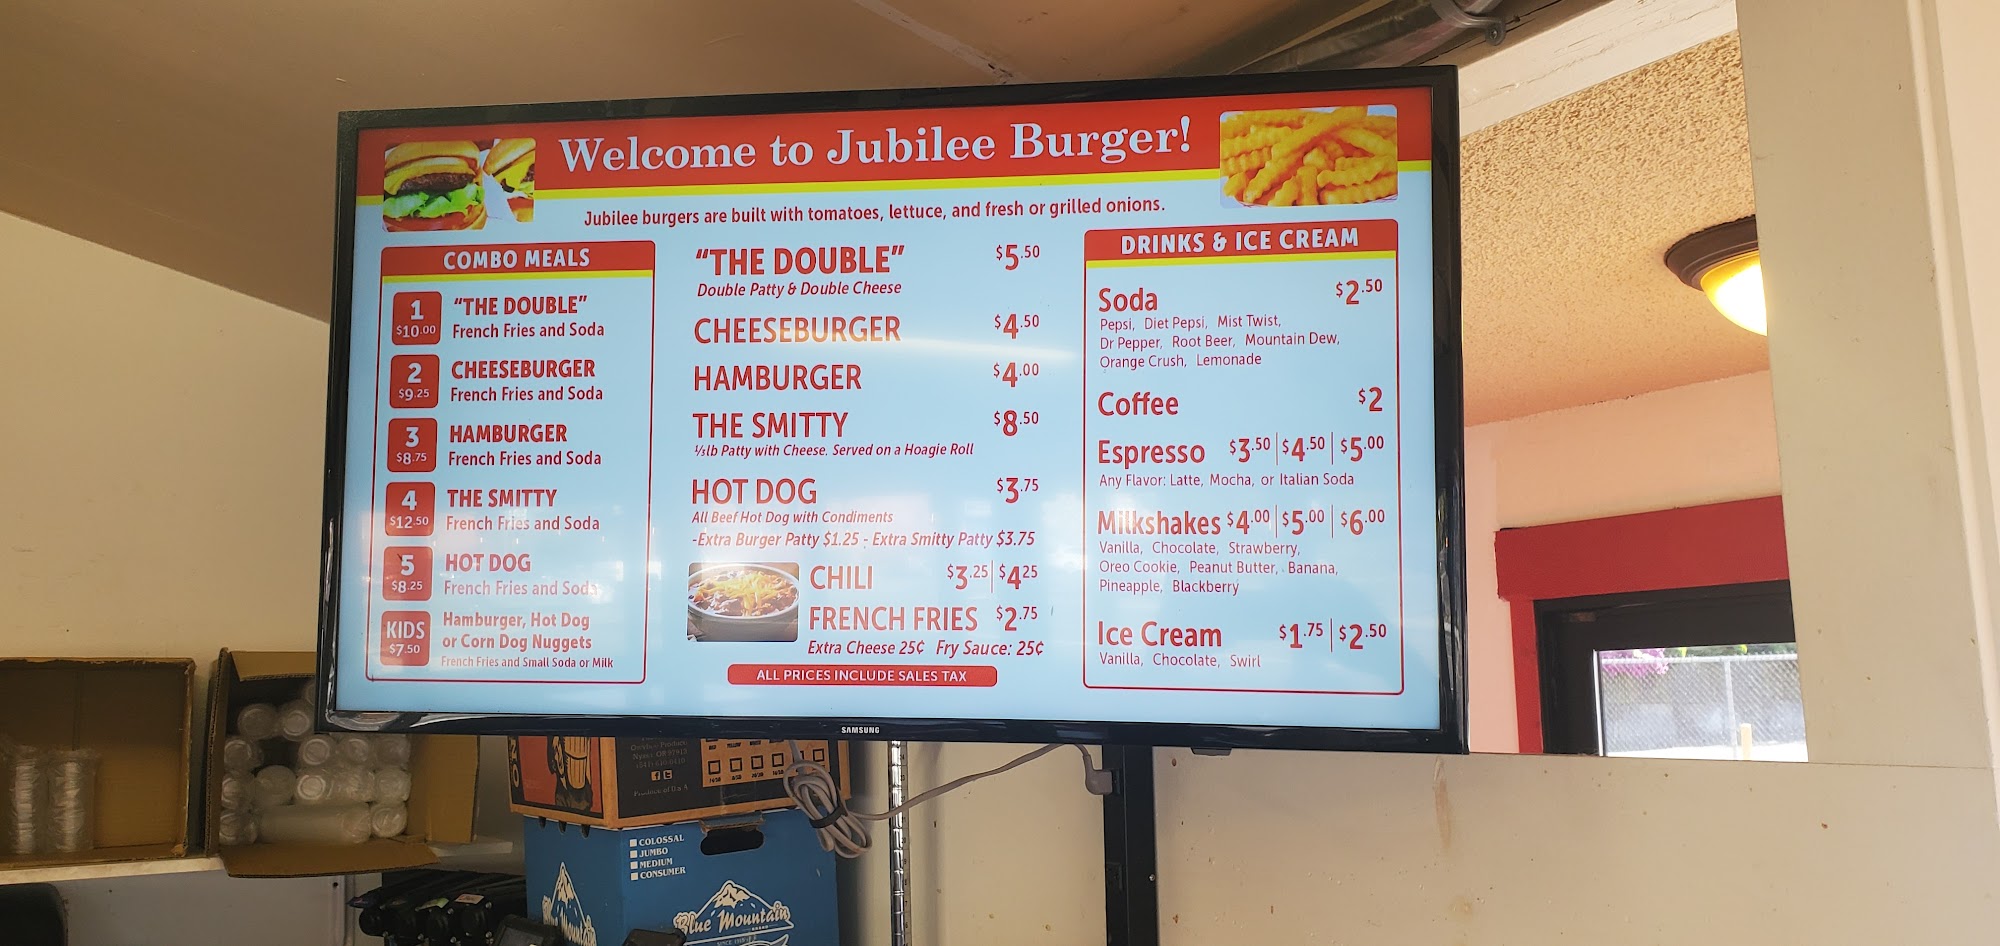 Welcome to Jubilee Burger!
Jubilee burgers are built with tomatoes, lettuce, and fresh or grilled onions.
COMBO MEALS
1 "THE DOUBLE"
$10.00 French Fries and Soda
2 CHEESEBURGER
$9.25 French Fries and Soda
3 HAMBURGER
$8.75 French Fries and Soda
4 THE SMITTY
$12.50 French Fries and Soda
5 HOT DOG
$8.25 French Fries and Soda
KIDS Hamburger, Hot Dog
$7.50 or Corn Dog Nuggets
French Fries and Small Soda or Milk
"THE DOUBLE" $5.50
Double Patty & Double Cheese
CHEESEBURGER $4.50
HAMBURGER $4.00
THE SMITTY $8.50
⅓lb Patty with Cheese. Served on a Hoagie Roll
HOT DOG $3.75
All Beef Hot Dog with Condiments
-Extra Burger Patty $1.25 - Extra Smitty Patty $3.75
CHILI $3.25 | $4.25
FRENCH FRIES $2.75
Extra Cheese 25¢ Fry Sauce: 25¢
ALL PRICES INCLUDE SALES TAX
DRINKS & ICE CREAM
Soda $2.50
Pepsi, Diet Pepsi, Mist Twist,
Dr Pepper, Root Beer, Mountain Dew,
Orange Crush, Lemonade
Coffee $2
Espresso $3.50 | $4.50 | $5.00
Any Flavor: Latte, Mocha, or Italian Soda
Milkshakes $4.00 | $5.00 | $6.00
Vanilla, Chocolate, Strawberry,
Oreo Cookie, Peanut Butter, Banana,
Pineapple, Blackberry
Ice Cream $1.75 | $2.50
Vanilla, Chocolate, Swirl
SAMSUNG
Produce of U.S.A
COLOSSAL
JUMBO
MEDIUM
CONSUMER
Blue Mountain
Blue Mountain